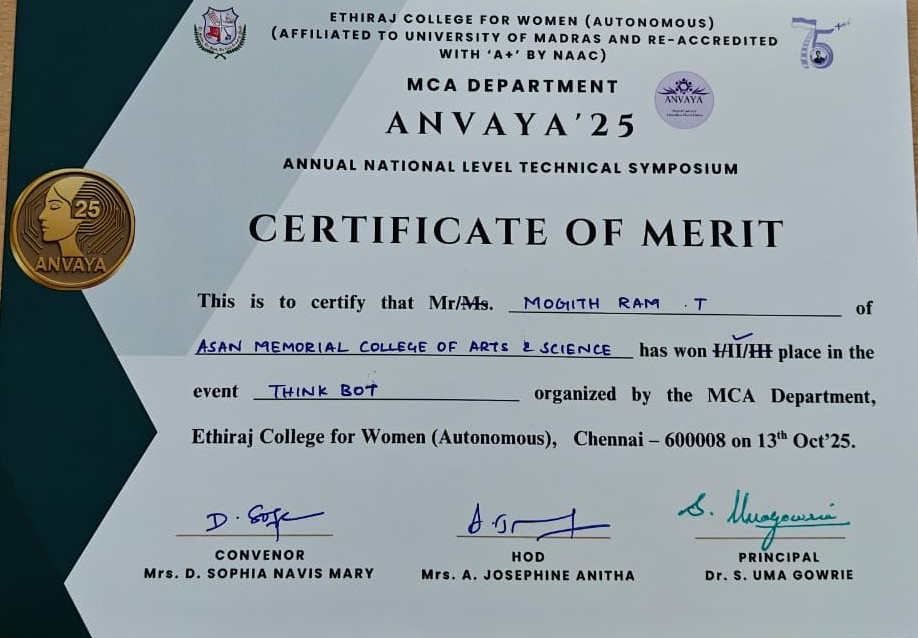 ETHIRAJ COLLEGE FOR WOMEN (AUTONOMOUS)
(AFFILIATED TO UNIVERSITY OF MADRAS AND RE-ACCREDITED
WITH ‘A+’ BY NAAC)
75
MCA DEPARTMENT
ANVAYA
ANVAYA'25
ANNUAL NATIONAL LEVEL TECHNICAL SYMPOSIUM
25
ANVAYA
CERTIFICATE OF MERIT
This is to certify that Mr/Ms. MOGITH RAM .T of
ASAN MEMORIAL COLLEGE OF ARTS & SCIENCE has won I/II/III place in the
event THINK BOT organized by the MCA Department,
Ethiraj College for Women (Autonomous), Chennai – 600008 on 13th Oct’25.
CONVENOR
Mrs. D. SOPHIA NAVIS MARY
HOD
Mrs. A. JOSEPHINE ANITHA
PRINCIPAL
Dr. S. UMA GOWRIE